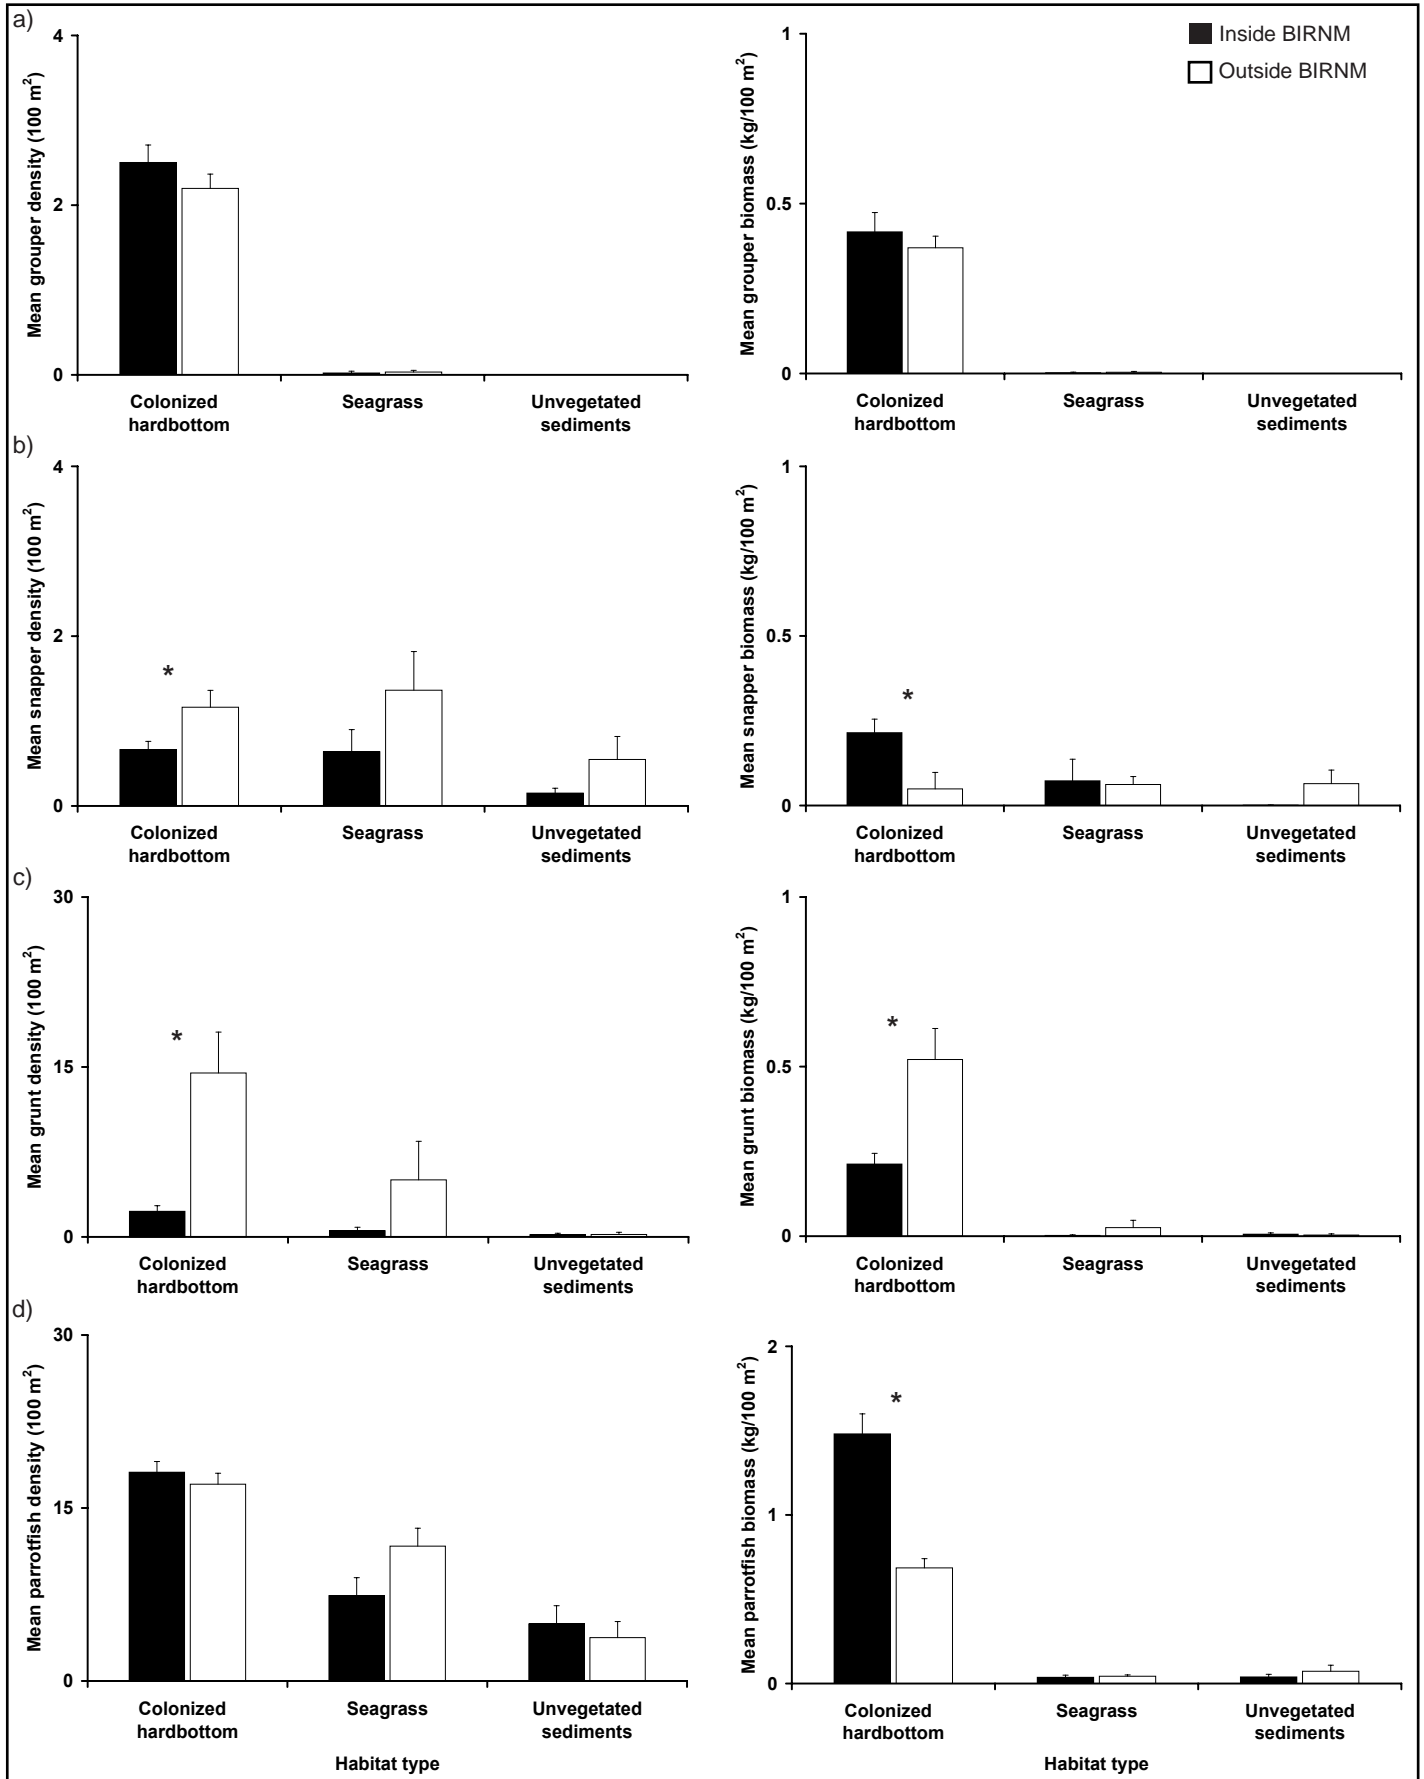 a)
Inside BIRNM
Outside BIRNM
Mean grouper density (100 m²)
4
2
0
Colonized
hardbottom
Seagrass
Unvegetated
sediments
Mean grouper biomass (kg/100 m²)
1
0.5
0
Colonized
hardbottom
Seagrass
Unvegetated
sediments
b)
Mean snapper density (100 m²)
4
2
0
*
Colonized
hardbottom
Seagrass
Unvegetated
sediments
Mean snapper biomass (kg/100 m²)
1
0.5
0
*
Colonized
hardbottom
Seagrass
Unvegetated
sediments
c)
Mean grunt density (100 m²)
30
15
0
*
Colonized
hardbottom
Seagrass
Unvegetated
sediments
Mean grunt biomass (kg/100 m²)
1
0.5
0
*
Colonized
hardbottom
Seagrass
Unvegetated
sediments
d)
Mean parrotfish density (100 m²)
30
15
0
Colonized
hardbottom
Seagrass
Unvegetated
sediments
Habitat type
Mean parrotfish biomass (kg/100 m²)
2
1
0
*
Colonized
hardbottom
Seagrass
Unvegetated
sediments
Habitat type